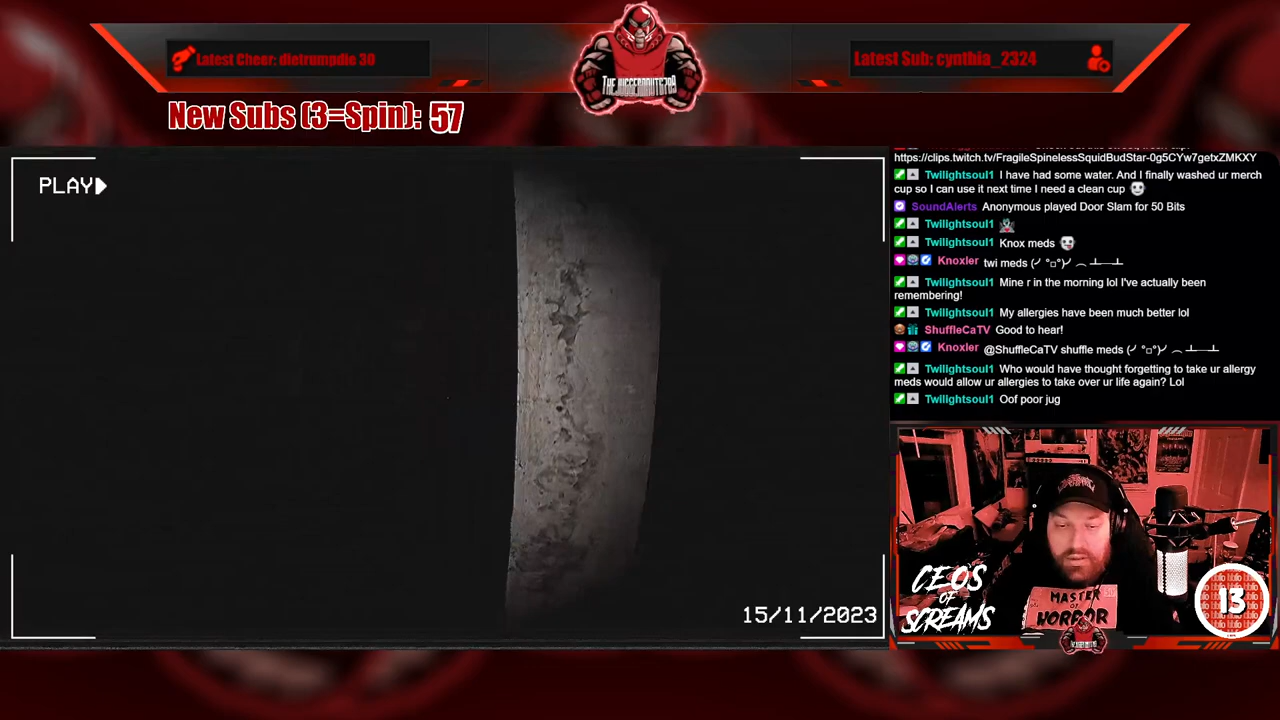 Latest Cheer: dietrumpdie 30
THEJUGGERNAUT6789
Latest Sub: cynthia_2324
New Subs (3=Spin): 57
PLAY
https://clips.twitch.tv/FragileSpinelessSquidBudStar-0g5CYw7getxZMKXY
Twilightsoul1 I have had some water. And I finally washed ur merch
cup so I can use it next time I need a clean cup
SoundAlerts Anonymous played Door Slam for 50 Bits
Twilightsoul1
Twilightsoul1 Knox meds
Knoxler twi meds (╯°□°)╯︵ ┻━┻
Twilightsoul1 Mine r in the morning lol I've actually been
remembering!
Twilightsoul1 My allergies have been much better lol
ShuffleCaTV Good to hear!
Knoxler @ShuffleCaTV shuffle meds (╯°□°)╯︵ ┻━┻
Twilightsoul1 Who would have thought forgetting to take ur allergy
meds would allow ur allergies to take over ur life again? Lol
Twilightsoul1 Oof poor jug
CEOS
OF
SCREAMS
MASTER
OF
HORROR
13
15/11/2023